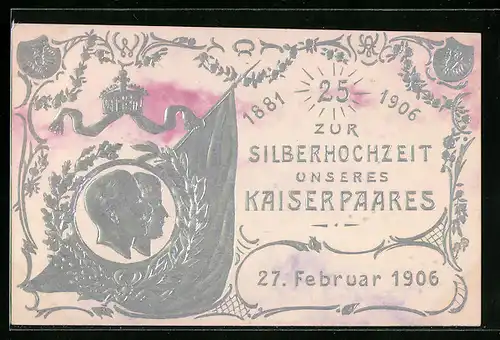 1881 25 1906
ZUR
SILBERHOCHZEIT
UNSERES
KAISERPAARES
27. Februar 1906